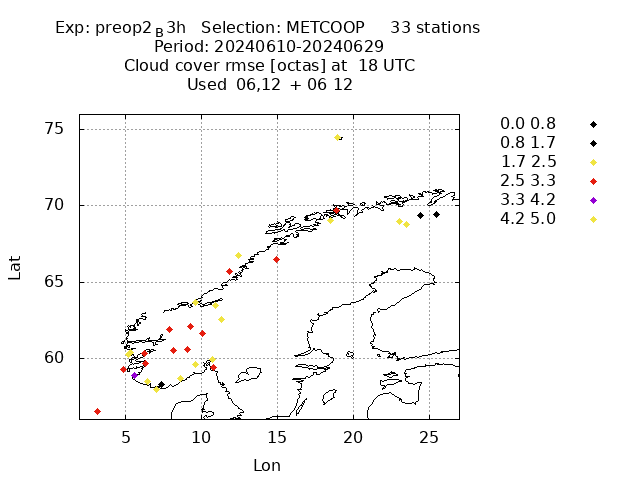 Exp: preop2 B 3h   Selection: METCOOP     33 stations
Period: 20240610-20240629
Cloud cover rmse [octas] at  18 UTC
Used  06,12  + 06 12
0.0 0.8
0.8 1.7
1.7 2.5
2.5 3.3
3.3 4.2
4.2 5.0
75
70
65
60
Lat
5 10 15 20 25
Lon